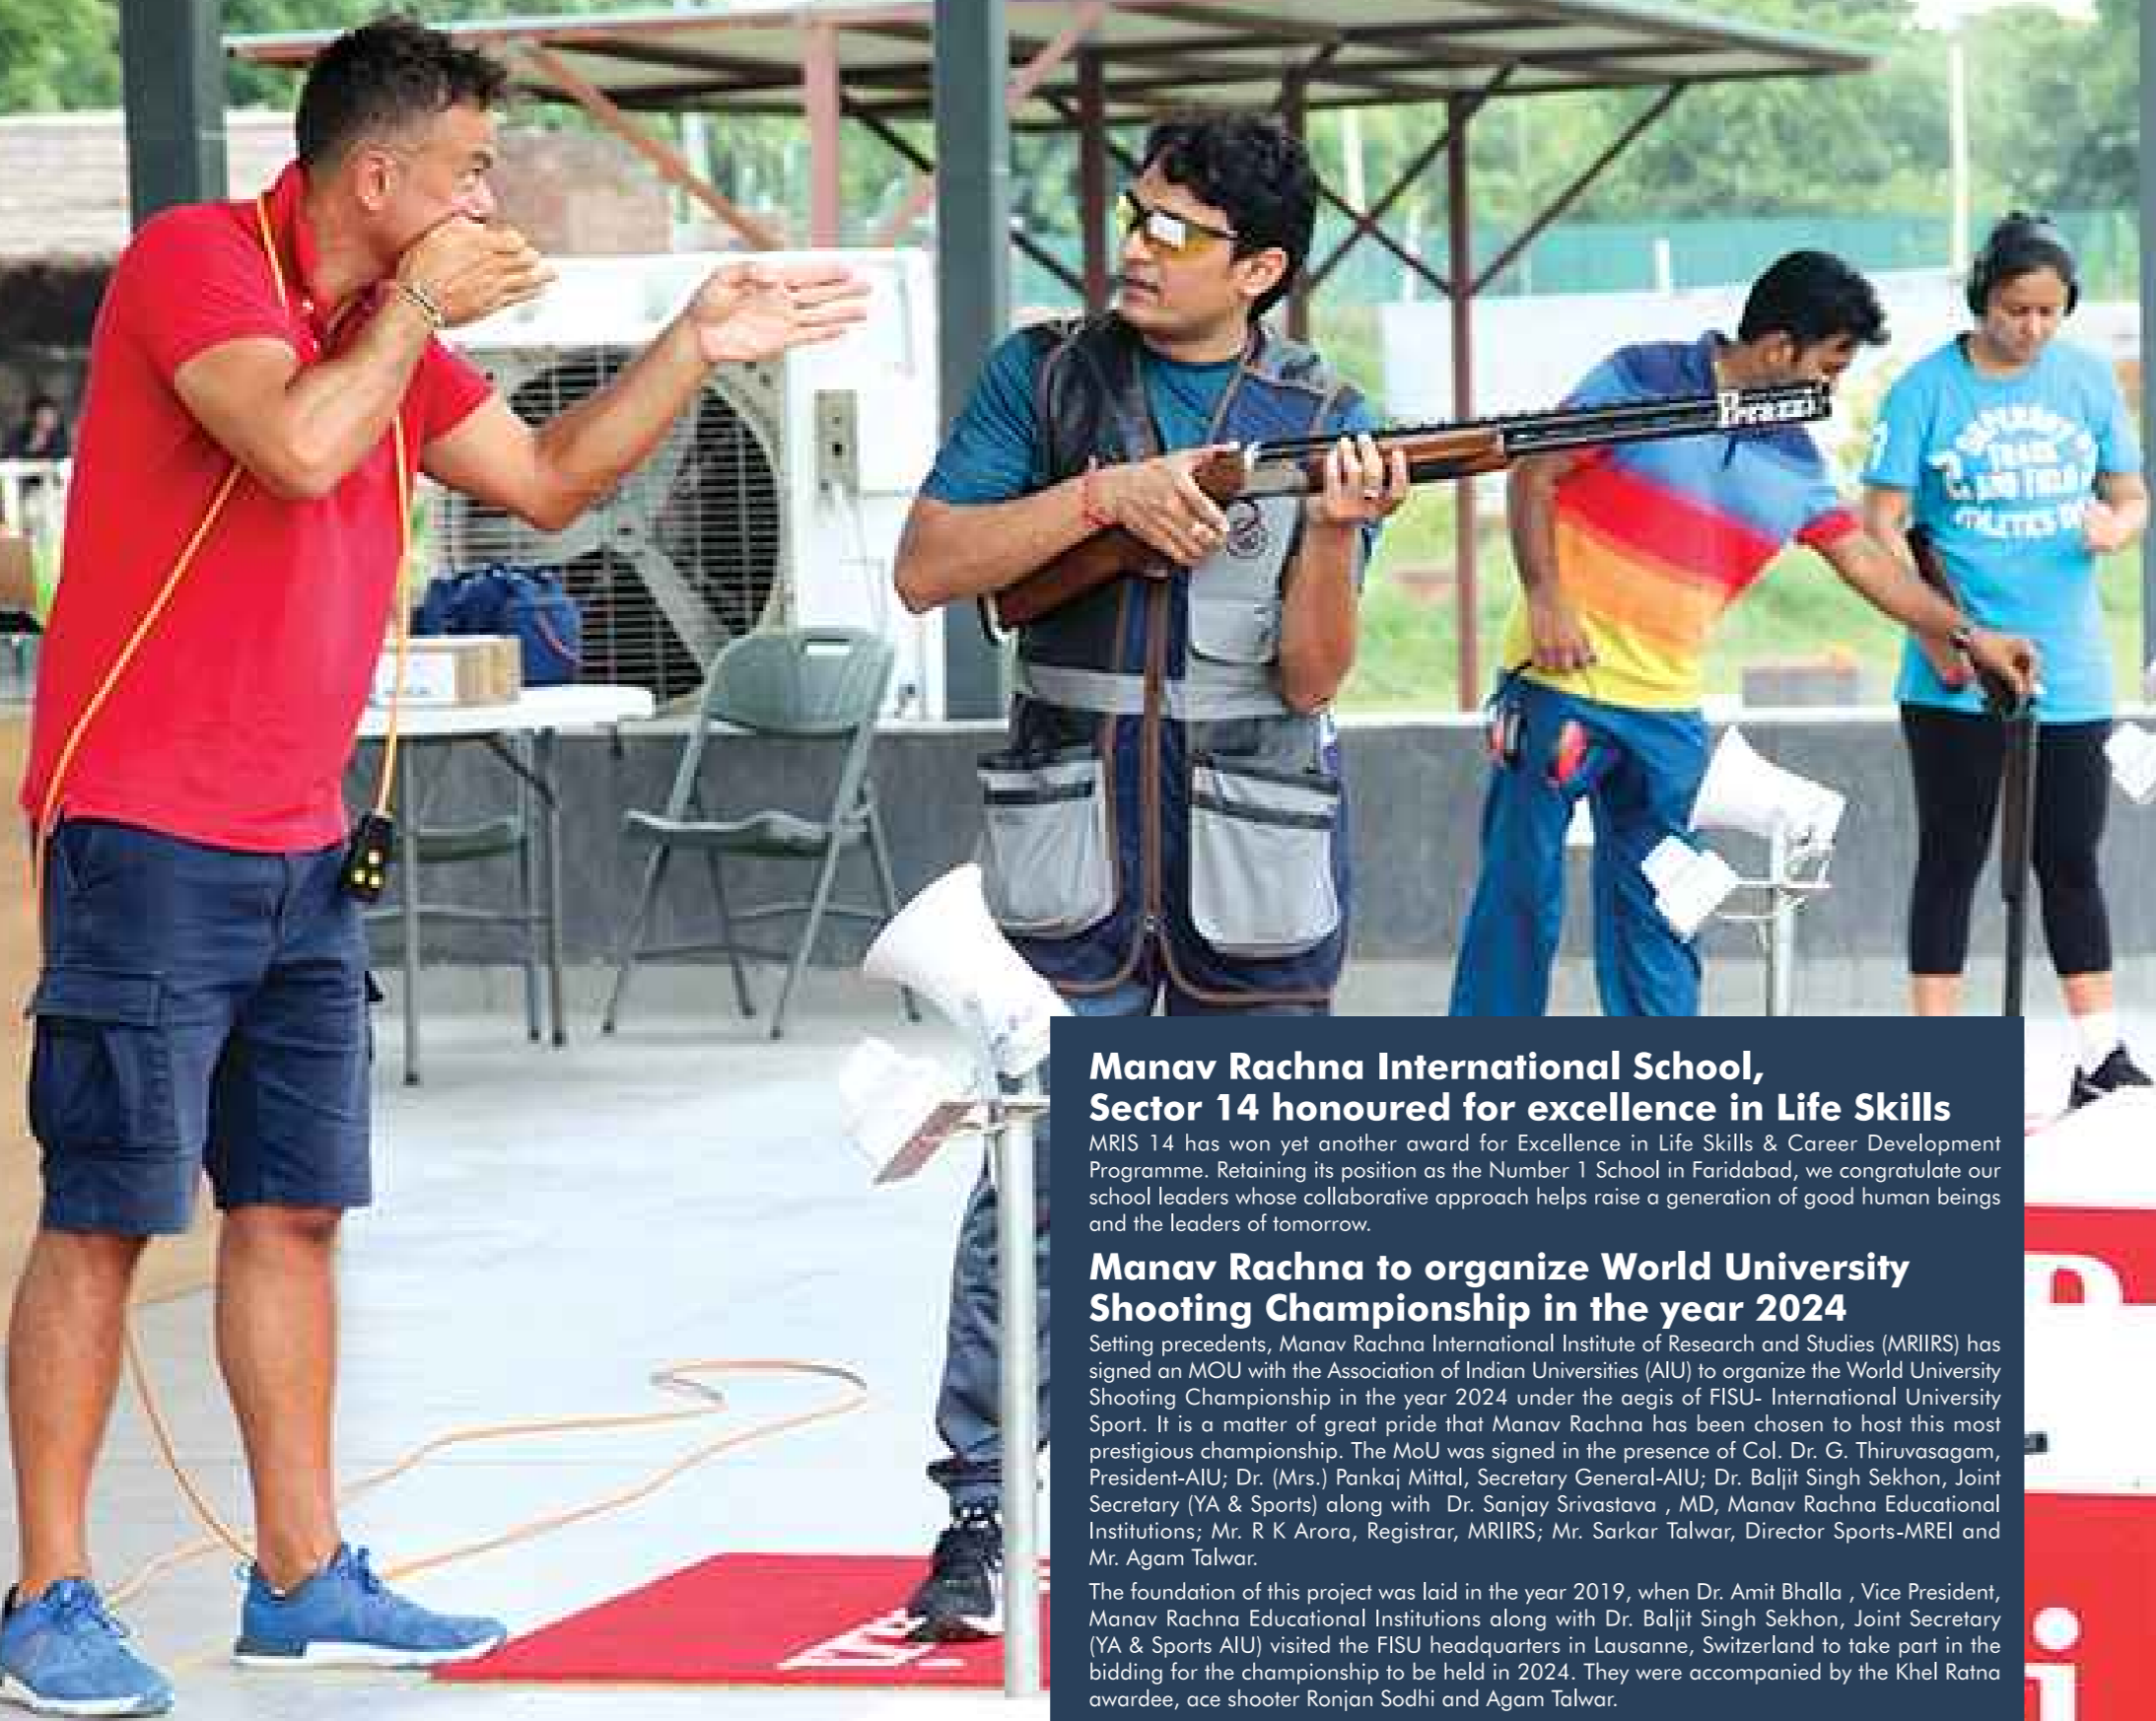 Perazzi
TRACK
AND FIELD
Manav Rachna International School,
Sector 14 honoured for excellence in Life Skills
MRIS 14 has won yet another award for Excellence in Life Skills & Career Development
Programme. Retaining its position as the Number 1 School in Faridabad, we congratulate our
school leaders whose collaborative approach helps raise a generation of good human beings
and the leaders of tomorrow.
Manav Rachna to organize World University
Shooting Championship in the year 2024
Setting precedents, Manav Rachna International Institute of Research and Studies (MRIIRS) has
signed an MOU with the Association of Indian Universities (AIU) to organize the World University
Shooting Championship in the year 2024 under the aegis of FISU- International University
Sport. It is a matter of great pride that Manav Rachna has been chosen to host this most
prestigious championship. The MoU was signed in the presence of Col. Dr. G. Thiruvasagam,
President-AIU; Dr. (Mrs.) Pankaj Mittal, Secretary General-AIU; Dr. Baljit Singh Sekhon, Joint
Secretary (YA & Sports) along with Dr. Sanjay Srivastava , MD, Manav Rachna Educational
Institutions; Mr. R K Arora, Registrar, MRIIRS; Mr. Sarkar Talwar, Director Sports-MREI and
Mr. Agam Talwar.
The foundation of this project was laid in the year 2019, when Dr. Amit Bhalla , Vice President,
Manav Rachna Educational Institutions along with Dr. Baljit Singh Sekhon, Joint Secretary
(YA & Sports AIU) visited the FISU headquarters in Lausanne, Switzerland to take part in the
bidding for the championship to be held in 2024. They were accompanied by the Khel Ratna
awardee, ace shooter Ronjan Sodhi and Agam Talwar.